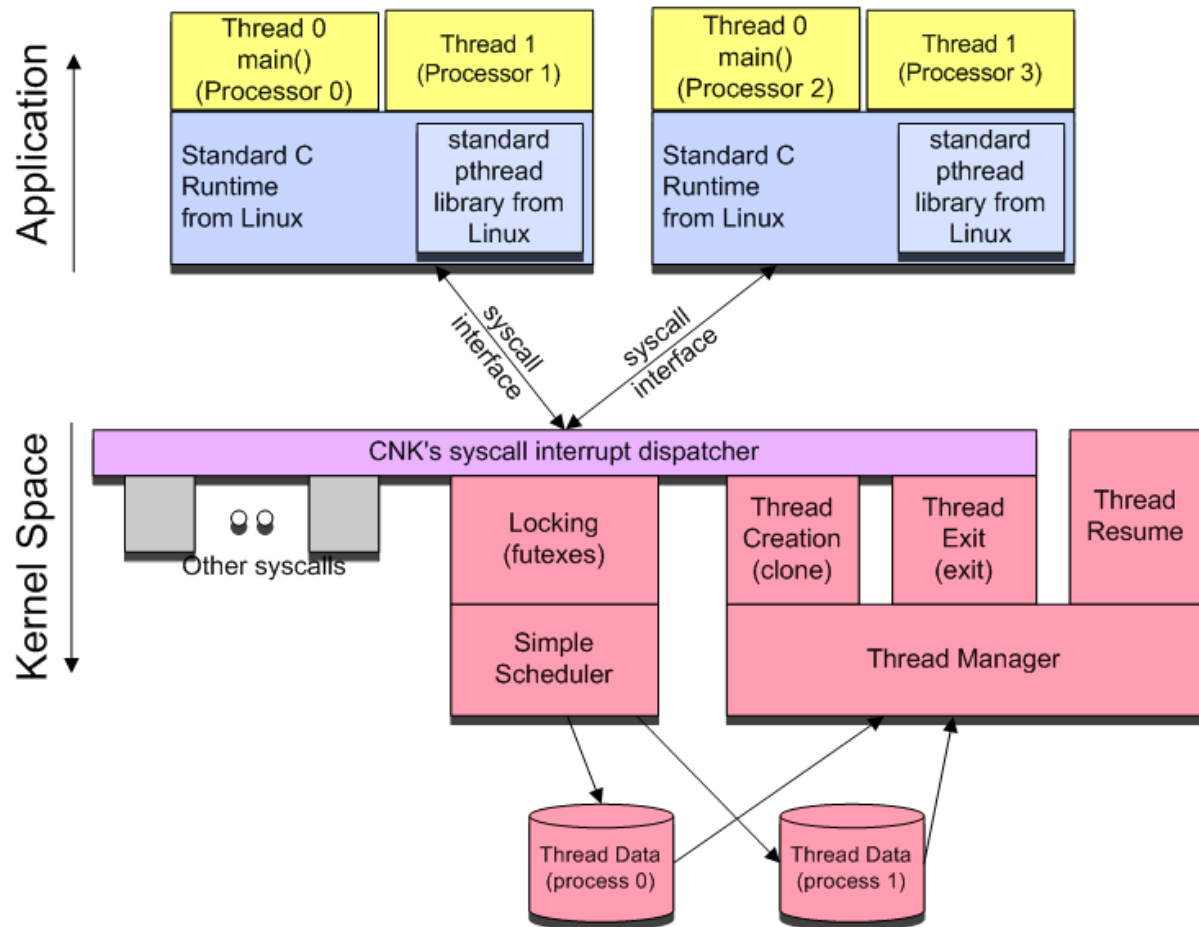 Application
Thread 0
main()
(Processor 0)
Thread 1
(Processor 1)
Standard C
Runtime
from Linux
standard
pthread
library from
Linux
Thread 0
main()
(Processor 2)
Thread 1
(Processor 3)
Standard C
Runtime
from Linux
standard
pthread
library from
Linux
syscall
interface
syscall
interface
Kernel Space
CNK's syscall interrupt dispatcher
Other syscalls
Locking
(futexes)
Simple
Scheduler
Thread
Creation
(clone)
Thread
Exit
(exit)
Thread
Resume
Thread Manager
Thread Data
(process 0)
Thread Data
(process 1)